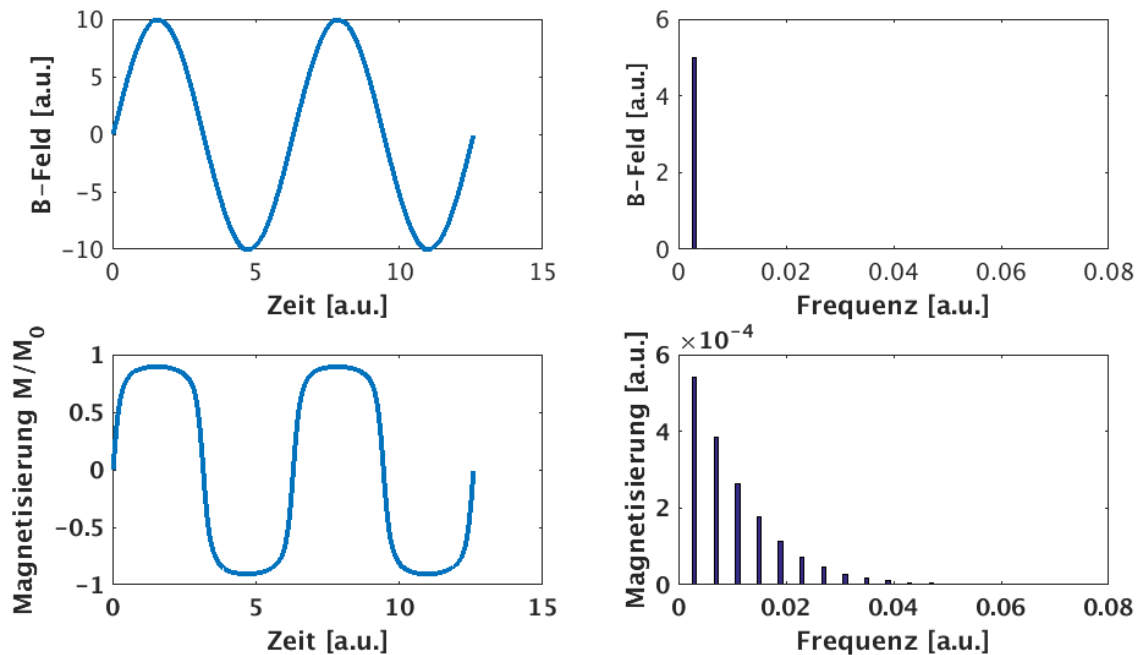 10
5
0
−5
−10
B-Feld [a.u.]
0 5 10 15
Zeit [a.u.]
6
4
2
0
B-Feld [a.u.]
0 0.02 0.04 0.06 0.08
Frequenz [a.u.]
1
0.5
0
−0.5
−1
Magnetisierung M/M₀
0 5 10 15
Zeit [a.u.]
×10⁻⁴
6
4
2
0
Magnetisierung [a.u.]
0 0.02 0.04 0.06 0.08
Frequenz [a.u.]